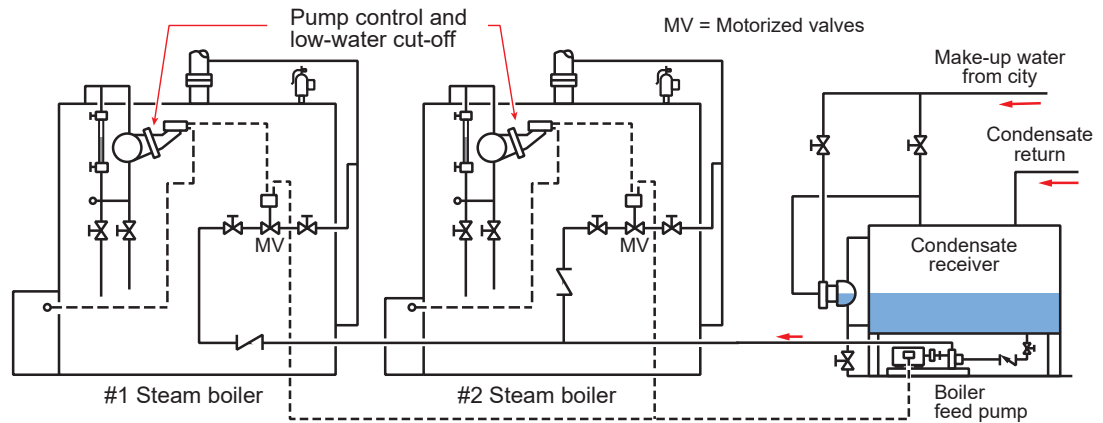 Pump control and
low-water cut-off
MV = Motorized valves
Make-up water
from city
Condensate
return
MV
MV
Condensate
receiver
#1 Steam boiler
#2 Steam boiler
Boiler
feed pump